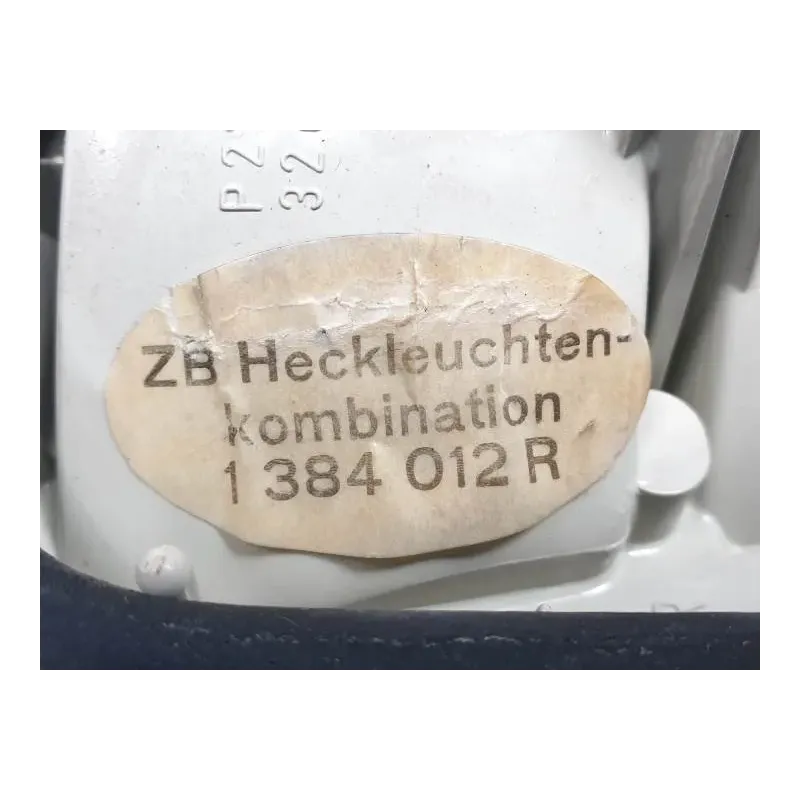 ZB Heckleuchten-
kombination
1 384 012 R